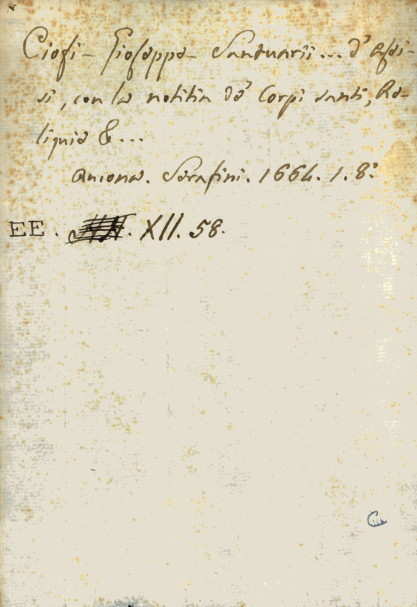 Ciofi - Gioseppe Santuarii... d'Assi-
si, con la notitia de' Corpi santi, Re-
liquie &...
Ancona. Serafini. 1664. 1. 8.º
EE. . XII. 58.